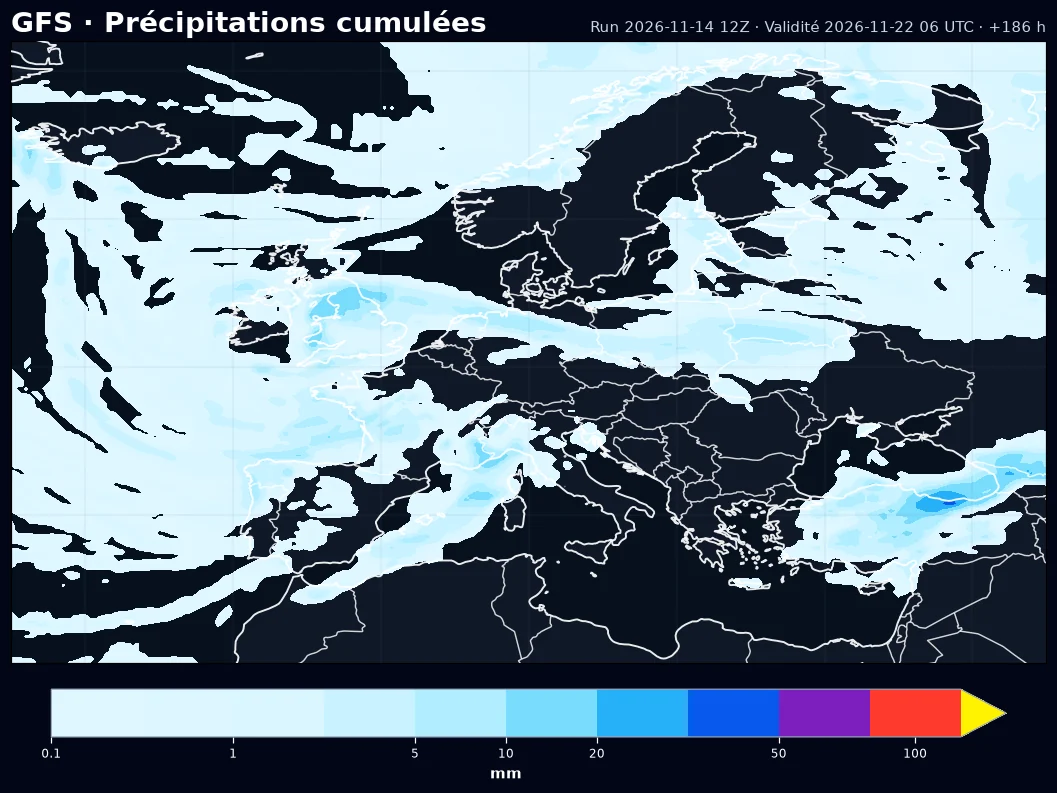 GFS · Précipitations cumulées
Run 2026-11-14 12Z · Validité 2026-11-22 06 UTC · +186 h
0.1 1 5 10 20 50 100
mm